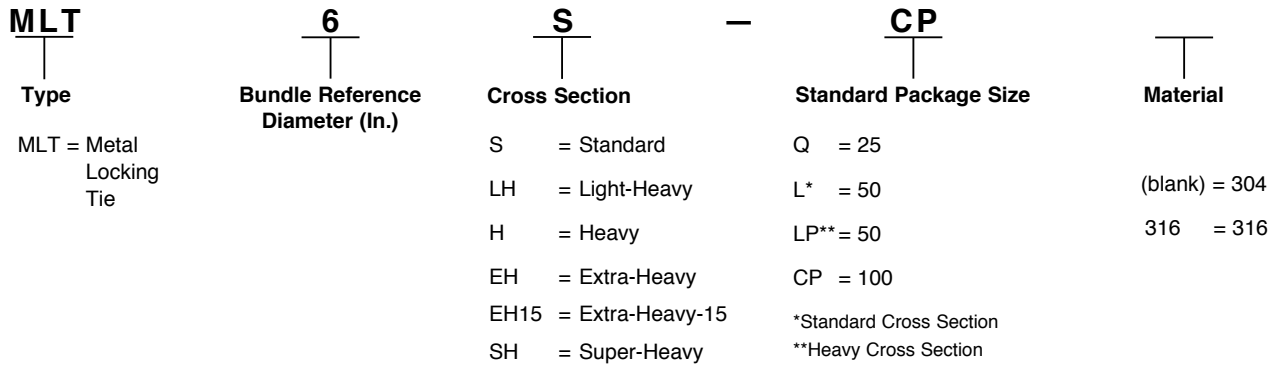 MLT 6 S – CP
Type
Bundle Reference
Diameter (In.)
Cross Section
Standard Package Size
Material
MLT = Metal
Locking
Tie
S = Standard
LH = Light-Heavy
H = Heavy
EH = Extra-Heavy
EH15 = Extra-Heavy-15
SH = Super-Heavy
Q = 25
L* = 50
LP** = 50
CP = 100
*Standard Cross Section
**Heavy Cross Section
(blank) = 304
316 = 316